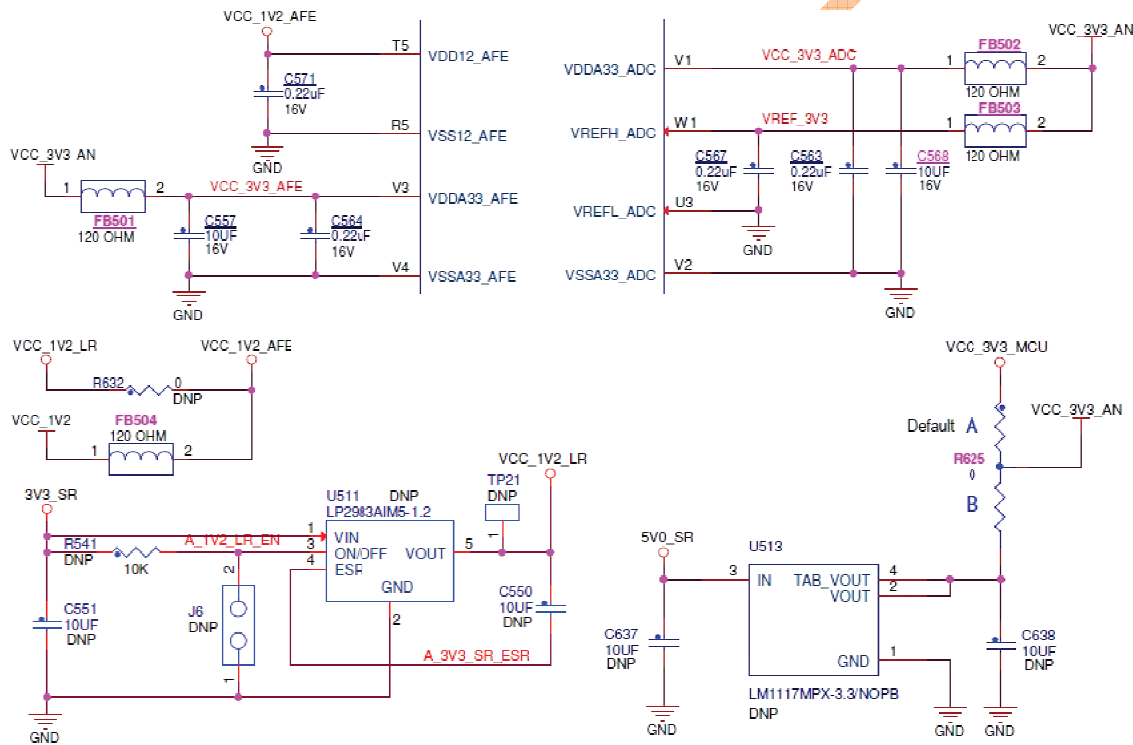 VCC_1V2_AFE
T5
VDD12_AFE
C571
0.22uF
16V
R5
VSS12_AFE
GND
VCC_3V3_AN
1
2
VCC_3V3_AFE
V3
VDDA33_AFE
FB501
120 OHM
C557
10UF
16V
C564
0.22uF
16V
V4
VSSA33_AFE
GND
VDDA33_ADC
V1
VCC_3V3_ADC
1
FB502
2
VCC_3V3_AN
120 OHM
VREFH_ADC
W1
VREF_3V3
1
FB503
2
120 OHM
C567
0.22uF
16V
C563
0.22uF
16V
C568
10UF
16V
VREFL_ADC
U3
GND
VSSA33_ADC
V2
GND
VCC_1V2_LR
VCC_1V2_AFE
R632
0
DNP
VCC_1V2
FB504
120 OHM
1
2
3V3_SR
U511
DNP
LP2983AIM5-1.2
1
VIN
A_1V2_LR_EN
3
ON/OFF
VOUT
5
4
ESR
GND
2
R541
DNP
10K
TP21
DNP
1
VCC_1V2_LR
C551
10UF
DNP
2
J6
DNP
1
C550
10UF
DNP
A_3V3_SR_ESR
GND
VCC_3V3_MCU
Default
A
VCC_3V3_AN
R625
0
B
5V0_SR
U513
3
IN
TAB_VOUT
4
VOUT
2
GND
1
C637
10UF
DNP
C638
10UF
DNP
LM1117MPX-3.3/NOPB
DNP
GND
GND
GND